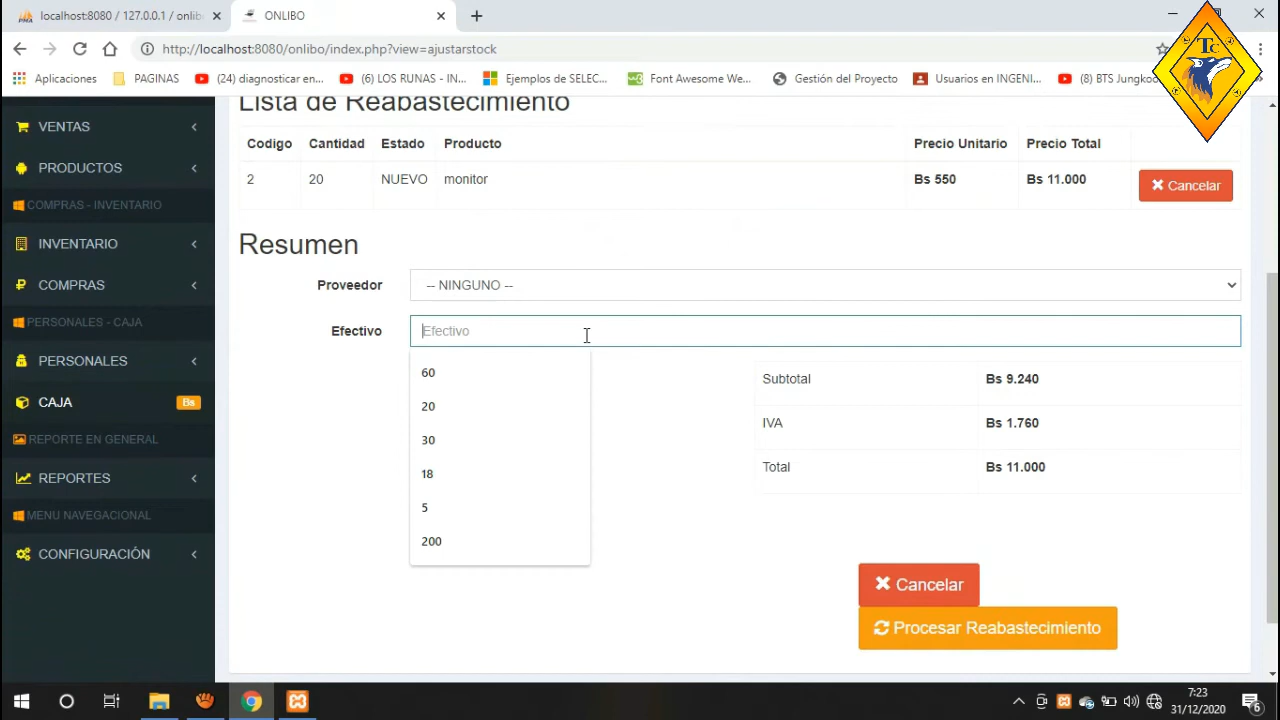 localhost:8080 / 127.0.0.1 / onlib
ONLIBO
http://localhost:8080/onlibo/index.php?view=ajustarstock
Aplicaciones
PAGINAS
(24) diagnosticar en...
(6) LOS RUNAS - IN...
Ejemplos de SELEC...
Font Awesome We...
Gestión del Proyecto
Usuarios en INGENI...
(8) BTS Jungkoo
TC
VENTAS
PRODUCTOS
COMPRAS - INVENTARIO
INVENTARIO
COMPRAS
PERSONALES - CAJA
PERSONALES
CAJA Bs
REPORTE EN GENERAL
REPORTES
MENU NAVEGACIONAL
CONFIGURACIÓN
Lista de Reabastecimiento
Codigo Cantidad Estado Producto Precio Unitario Precio Total
2 20 NUEVO monitor Bs 550 Bs 11.000 Cancelar
Resumen
Proveedor -- NINGUNO --
Efectivo Efectivo
60
20
30
18
5
200
Subtotal Bs 9.240
IVA Bs 1.760
Total Bs 11.000
Cancelar
Procesar Reabastecimiento
7:23
31/12/2020
6